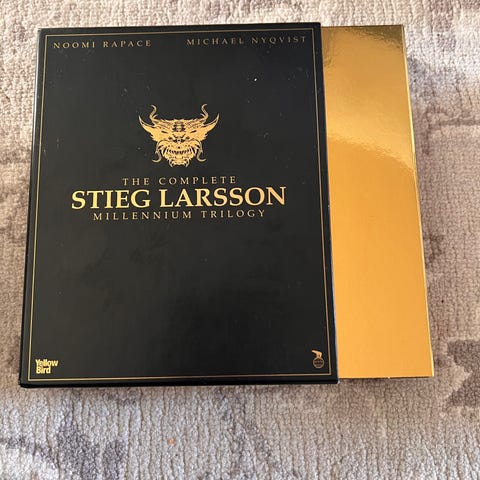 NOOMI RAPACE MICHAEL NYQVIST
THE COMPLETE
STIEG LARSSON
MILLENNIUM TRILOGY
Yellow
Bird